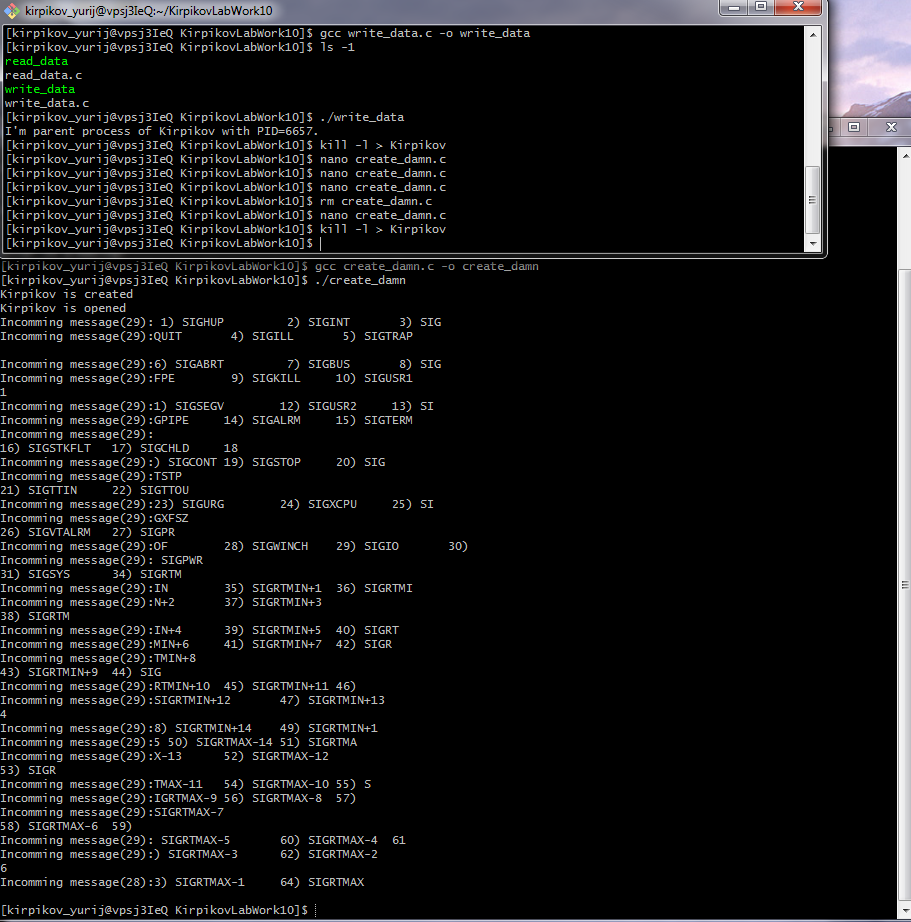 kirpikov_yurij@vpsj3IeQ:~/KirpikovLabWork10
[kirpikov_yurij@vpsj3IeQ KirpikovLabWork10]$ gcc write_data.c -o write_data
[kirpikov_yurij@vpsj3IeQ KirpikovLabWork10]$ ls -1
read_data
read_data.c
write_data
write_data.c
[kirpikov_yurij@vpsj3IeQ KirpikovLabWork10]$ ./write_data
I'm parent process of Kirpikov with PID=6657.
[kirpikov_yurij@vpsj3IeQ KirpikovLabWork10]$ kill -l > Kirpikov
[kirpikov_yurij@vpsj3IeQ KirpikovLabWork10]$ nano create_damn.c
[kirpikov_yurij@vpsj3IeQ KirpikovLabWork10]$ nano create_damn.c
[kirpikov_yurij@vpsj3IeQ KirpikovLabWork10]$ nano create_damn.c
[kirpikov_yurij@vpsj3IeQ KirpikovLabWork10]$ rm create_damn.c
[kirpikov_yurij@vpsj3IeQ KirpikovLabWork10]$ nano create_damn.c
[kirpikov_yurij@vpsj3IeQ KirpikovLabWork10]$ kill -l > Kirpikov
[kirpikov_yurij@vpsj3IeQ KirpikovLabWork10]$
[kirpikov_yurij@vpsj3IeQ KirpikovLabWork10]$ gcc create_damn.c -o create_damn
[kirpikov_yurij@vpsj3IeQ KirpikovLabWork10]$ ./create_damn
Kirpikov is created
Kirpikov is opened
Incomming message(29): 1) SIGHUP 2) SIGINT 3) SIG
Incomming message(29):QUIT 4) SIGILL 5) SIGTRAP
Incomming message(29):6) SIGABRT 7) SIGBUS 8) SIG
Incomming message(29):FPE 9) SIGKILL 10) SIGUSR1
1
Incomming message(29):1) SIGSEGV 12) SIGUSR2 13) SI
Incomming message(29):GPIPE 14) SIGALRM 15) SIGTERM
Incomming message(29):
16) SIGSTKFLT 17) SIGCHLD 18
Incomming message(29):) SIGCONT 19) SIGSTOP 20) SIG
Incomming message(29):TSTP
21) SIGTTIN 22) SIGTTOU
Incomming message(29):23) SIGURG 24) SIGXCPU 25) SI
Incomming message(29):GXFSZ
26) SIGVTALRM 27) SIGPR
Incomming message(29):OF 28) SIGWINCH 29) SIGIO 30)
Incomming message(29): SIGPWR
31) SIGSYS 34) SIGRTM
Incomming message(29):IN 35) SIGRTMIN+1 36) SIGRTMI
Incomming message(29):N+2 37) SIGRTMIN+3
38) SIGRTM
Incomming message(29):IN+4 39) SIGRTMIN+5 40) SIGRT
Incomming message(29):MIN+6 41) SIGRTMIN+7 42) SIGR
Incomming message(29):TMIN+8
43) SIGRTMIN+9 44) SIG
Incomming message(29):RTMIN+10 45) SIGRTMIN+11 46)
Incomming message(29):SIGRTMIN+12 47) SIGRTMIN+13
4
Incomming message(29):8) SIGRTMIN+14 49) SIGRTMIN+1
Incomming message(29):5 50) SIGRTMAX-14 51) SIGRTMA
Incomming message(29):X-13 52) SIGRTMAX-12
53) SIGR
Incomming message(29):TMAX-11 54) SIGRTMAX-10 55) S
Incomming message(29):IGRTMAX-9 56) SIGRTMAX-8 57)
Incomming message(29):SIGRTMAX-7
58) SIGRTMAX-6 59)
Incomming message(29): SIGRTMAX-5 60) SIGRTMAX-4 61
Incomming message(29):) SIGRTMAX-3 62) SIGRTMAX-2
6
Incomming message(28):3) SIGRTMAX-1 64) SIGRTMAX
[kirpikov_yurij@vpsj3IeQ KirpikovLabWork10]$